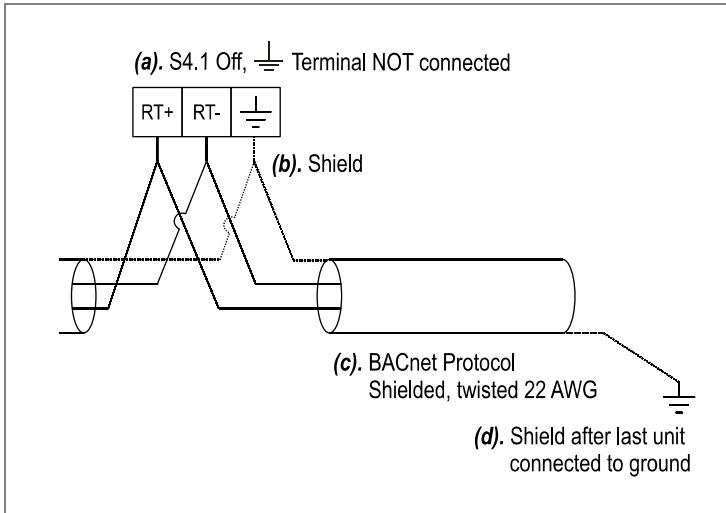 (a). S4.1 Off, Terminal NOT connected
RT+ RT-
(b). Shield
(c). BACnet Protocol
Shielded, twisted 22 AWG
(d). Shield after last unit
connected to ground